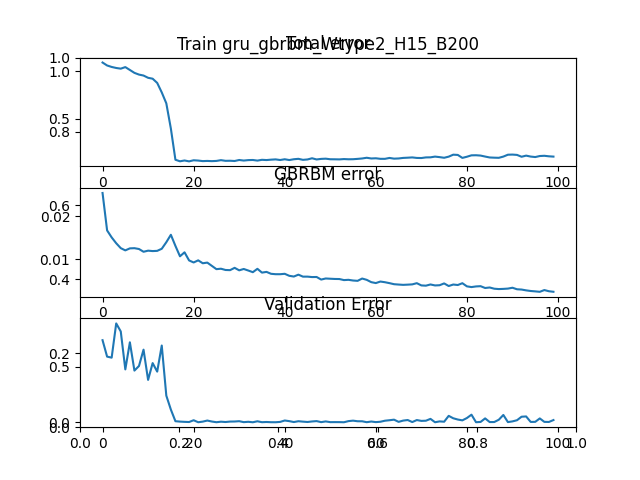 Train gru_gbrbm_Wtype2_H15_B200
Total error
1.0
1.0
0.5
0.8
0 20 40 60 80 100
GBRBM error
0.6
0.02
0.01
0.4
0 20 40 60 80 100
Validation Error
0.2
0.5
0.0
0.0
0.0 0 0.2 20 0.4 40 0.6 60 80 0.8 100 1.0